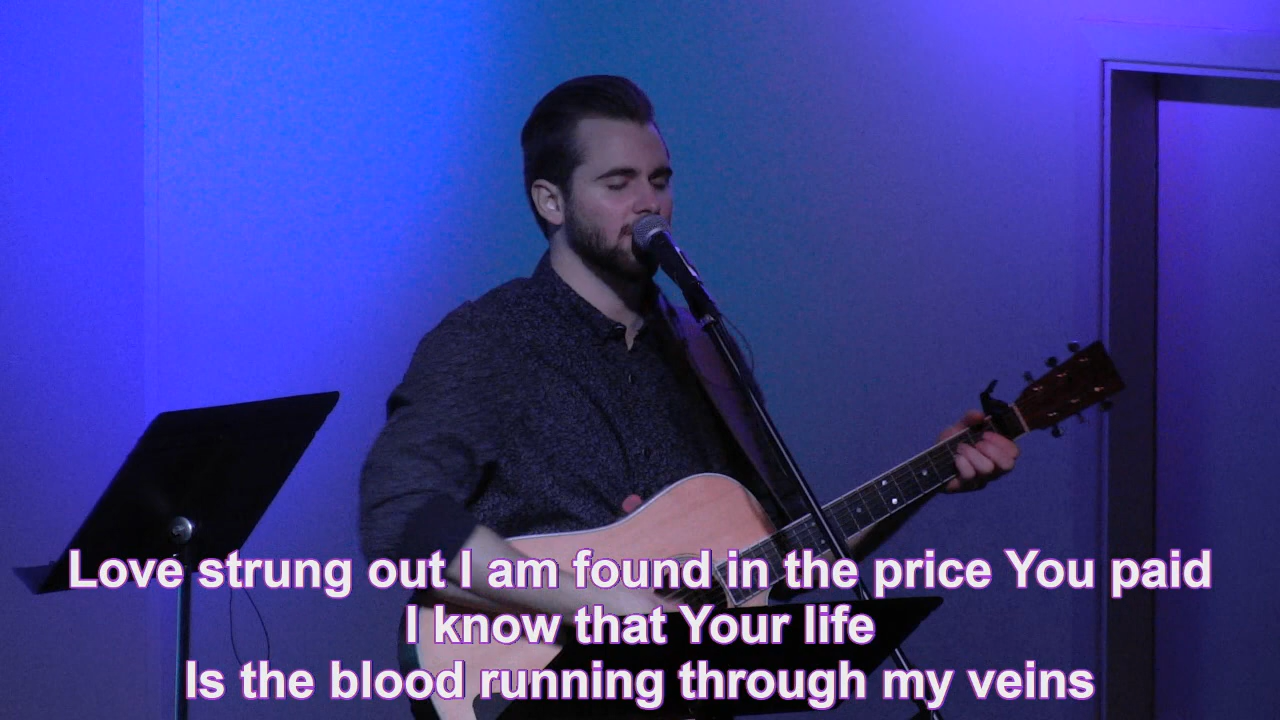 Love strung out I am found in the price You paid
I know that Your life
Is the blood running through my veins